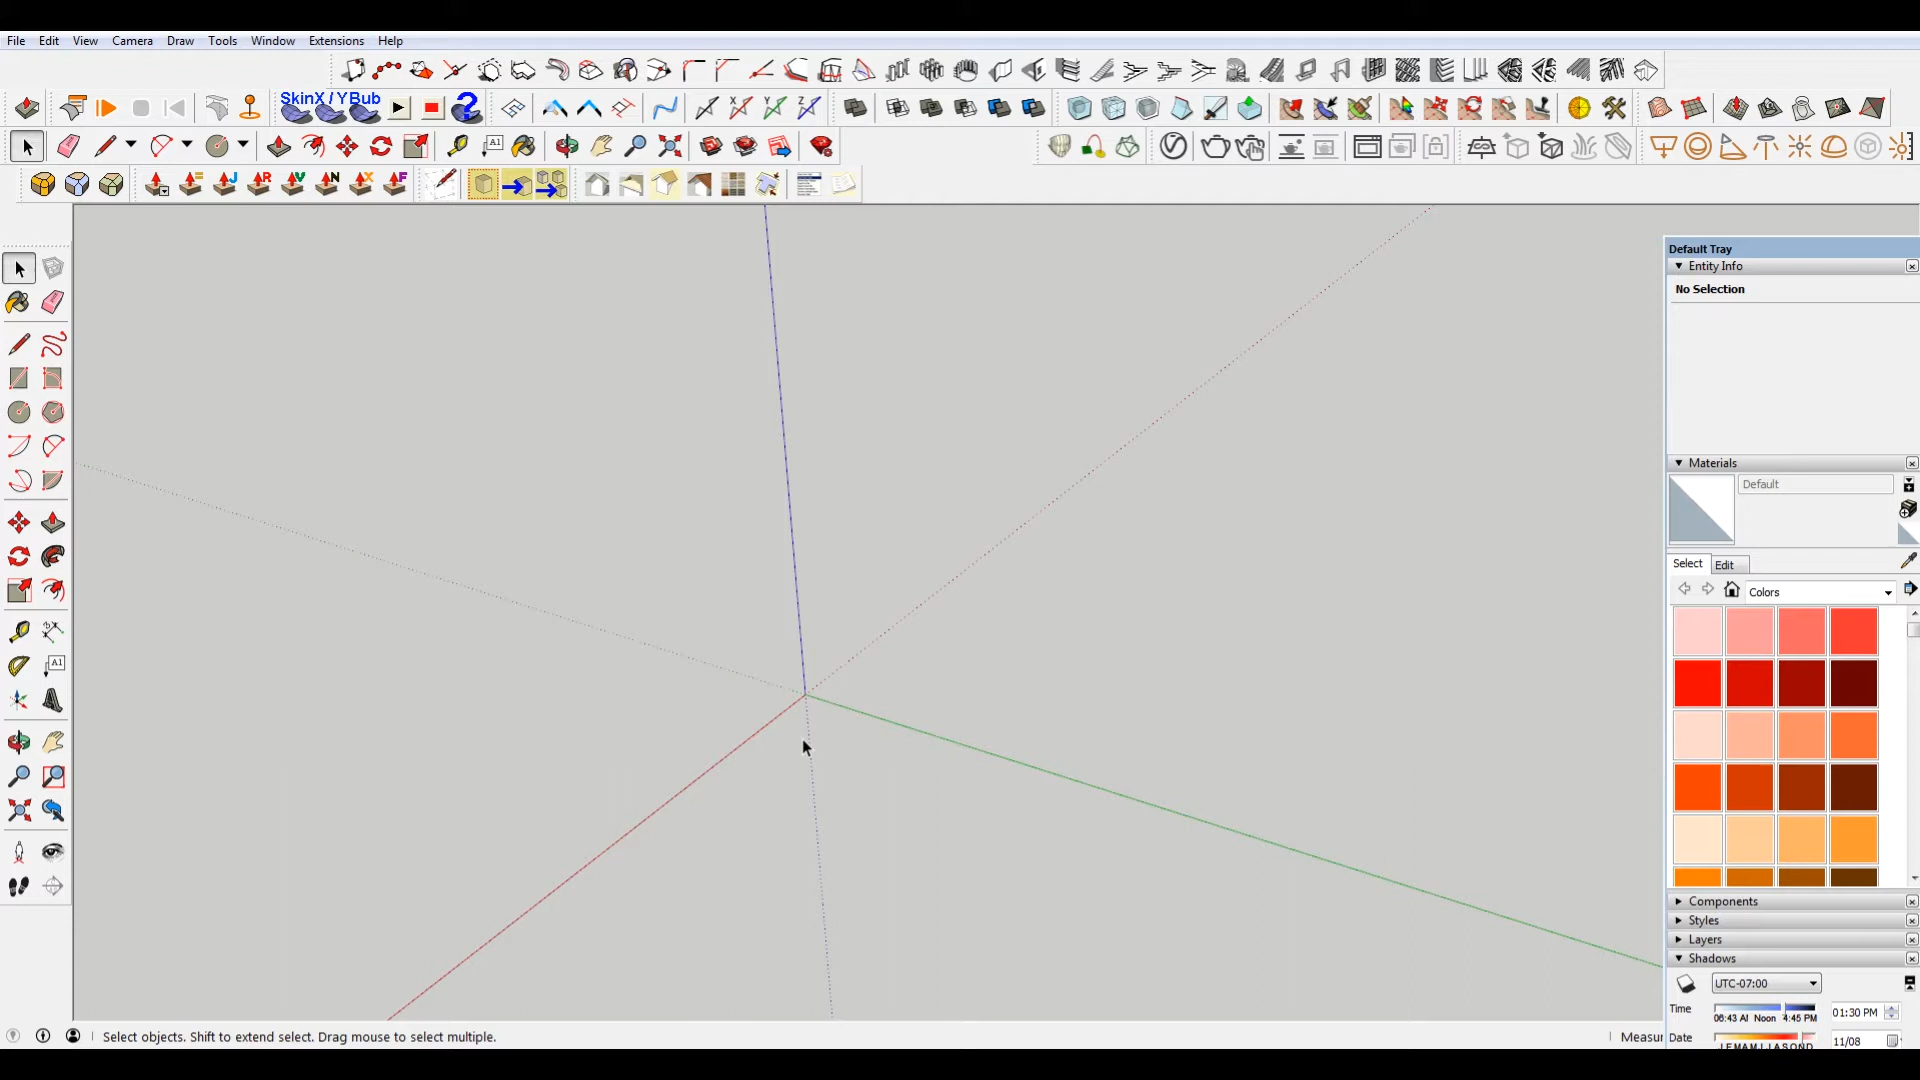 File Edit View Camera Draw Tools Window Extensions Help
SkinX / YBub
Default Tray
Entity Info
No Selection
Materials
Default
Select Edit
Colors
Components
Styles
Layers
Shadows
UTC-07:00
Time 06:43 AI Noon 4:45 PM 01:30 PM
Date J F M A M J J A S O N D 11/08
Select objects. Shift to extend select. Drag mouse to select multiple.
Measur